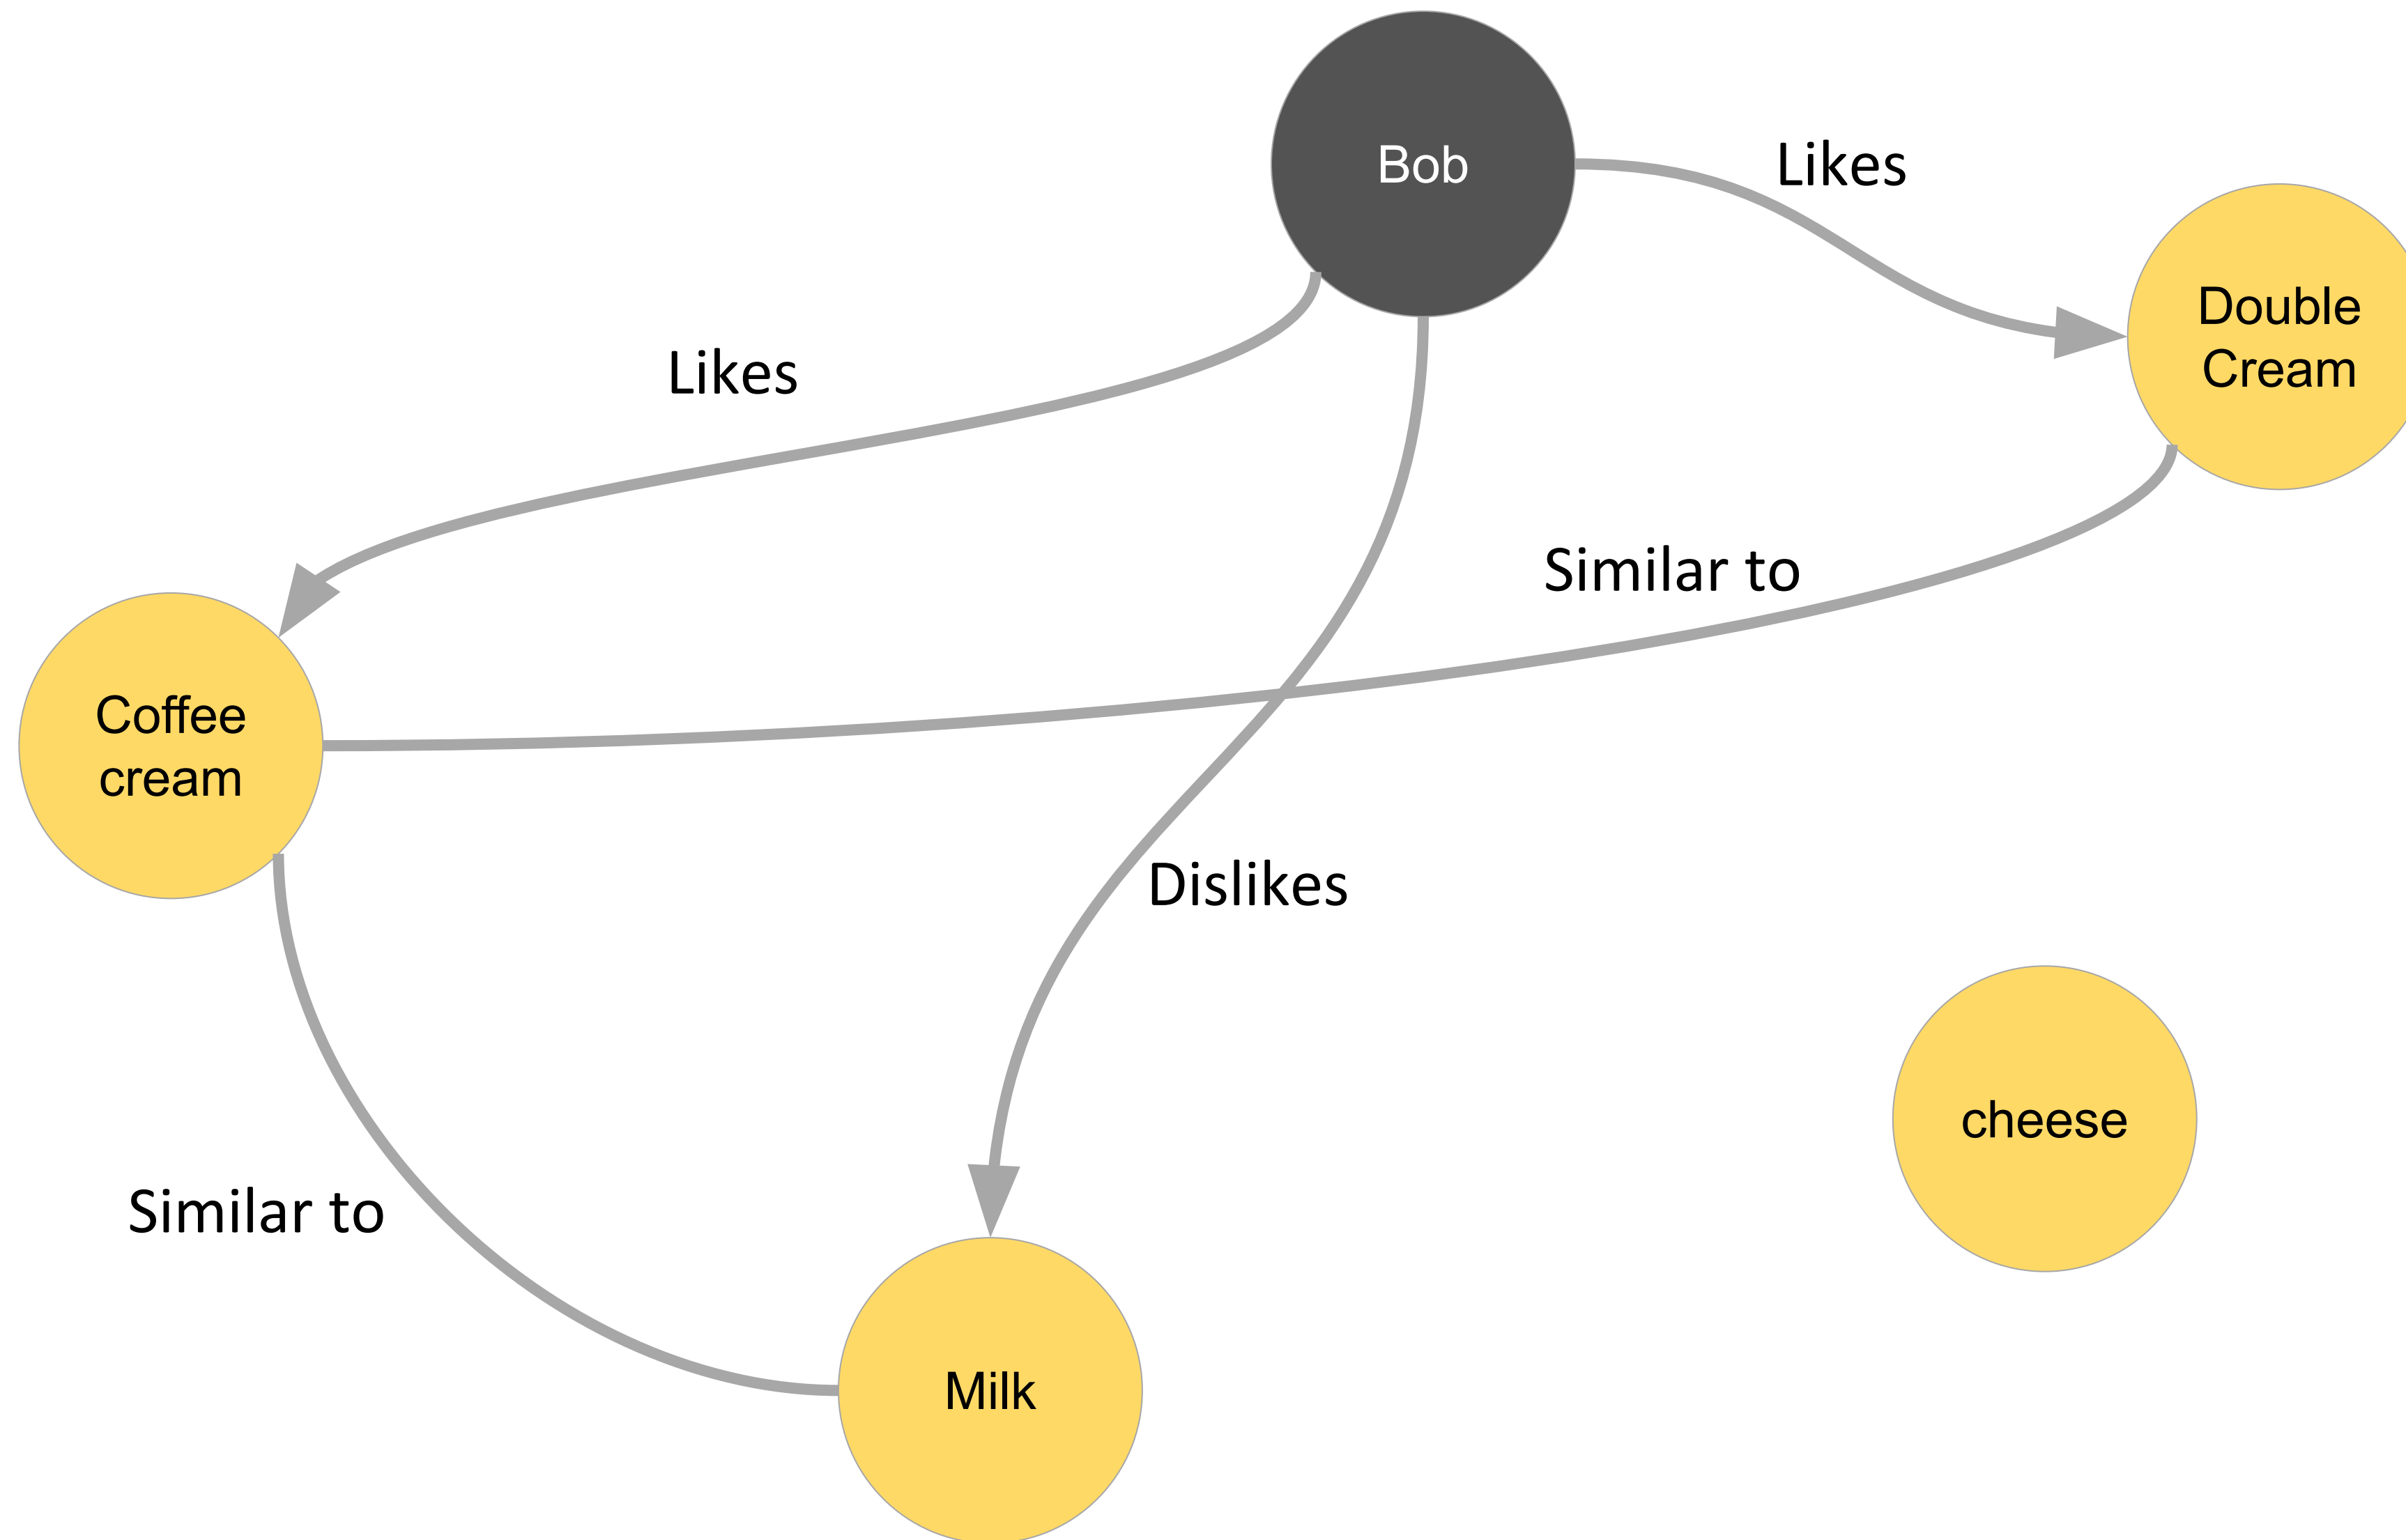 Bob
Likes
Double
Cream
Likes
Similar to
Coffee
cream
Dislikes
cheese
Similar to
Milk